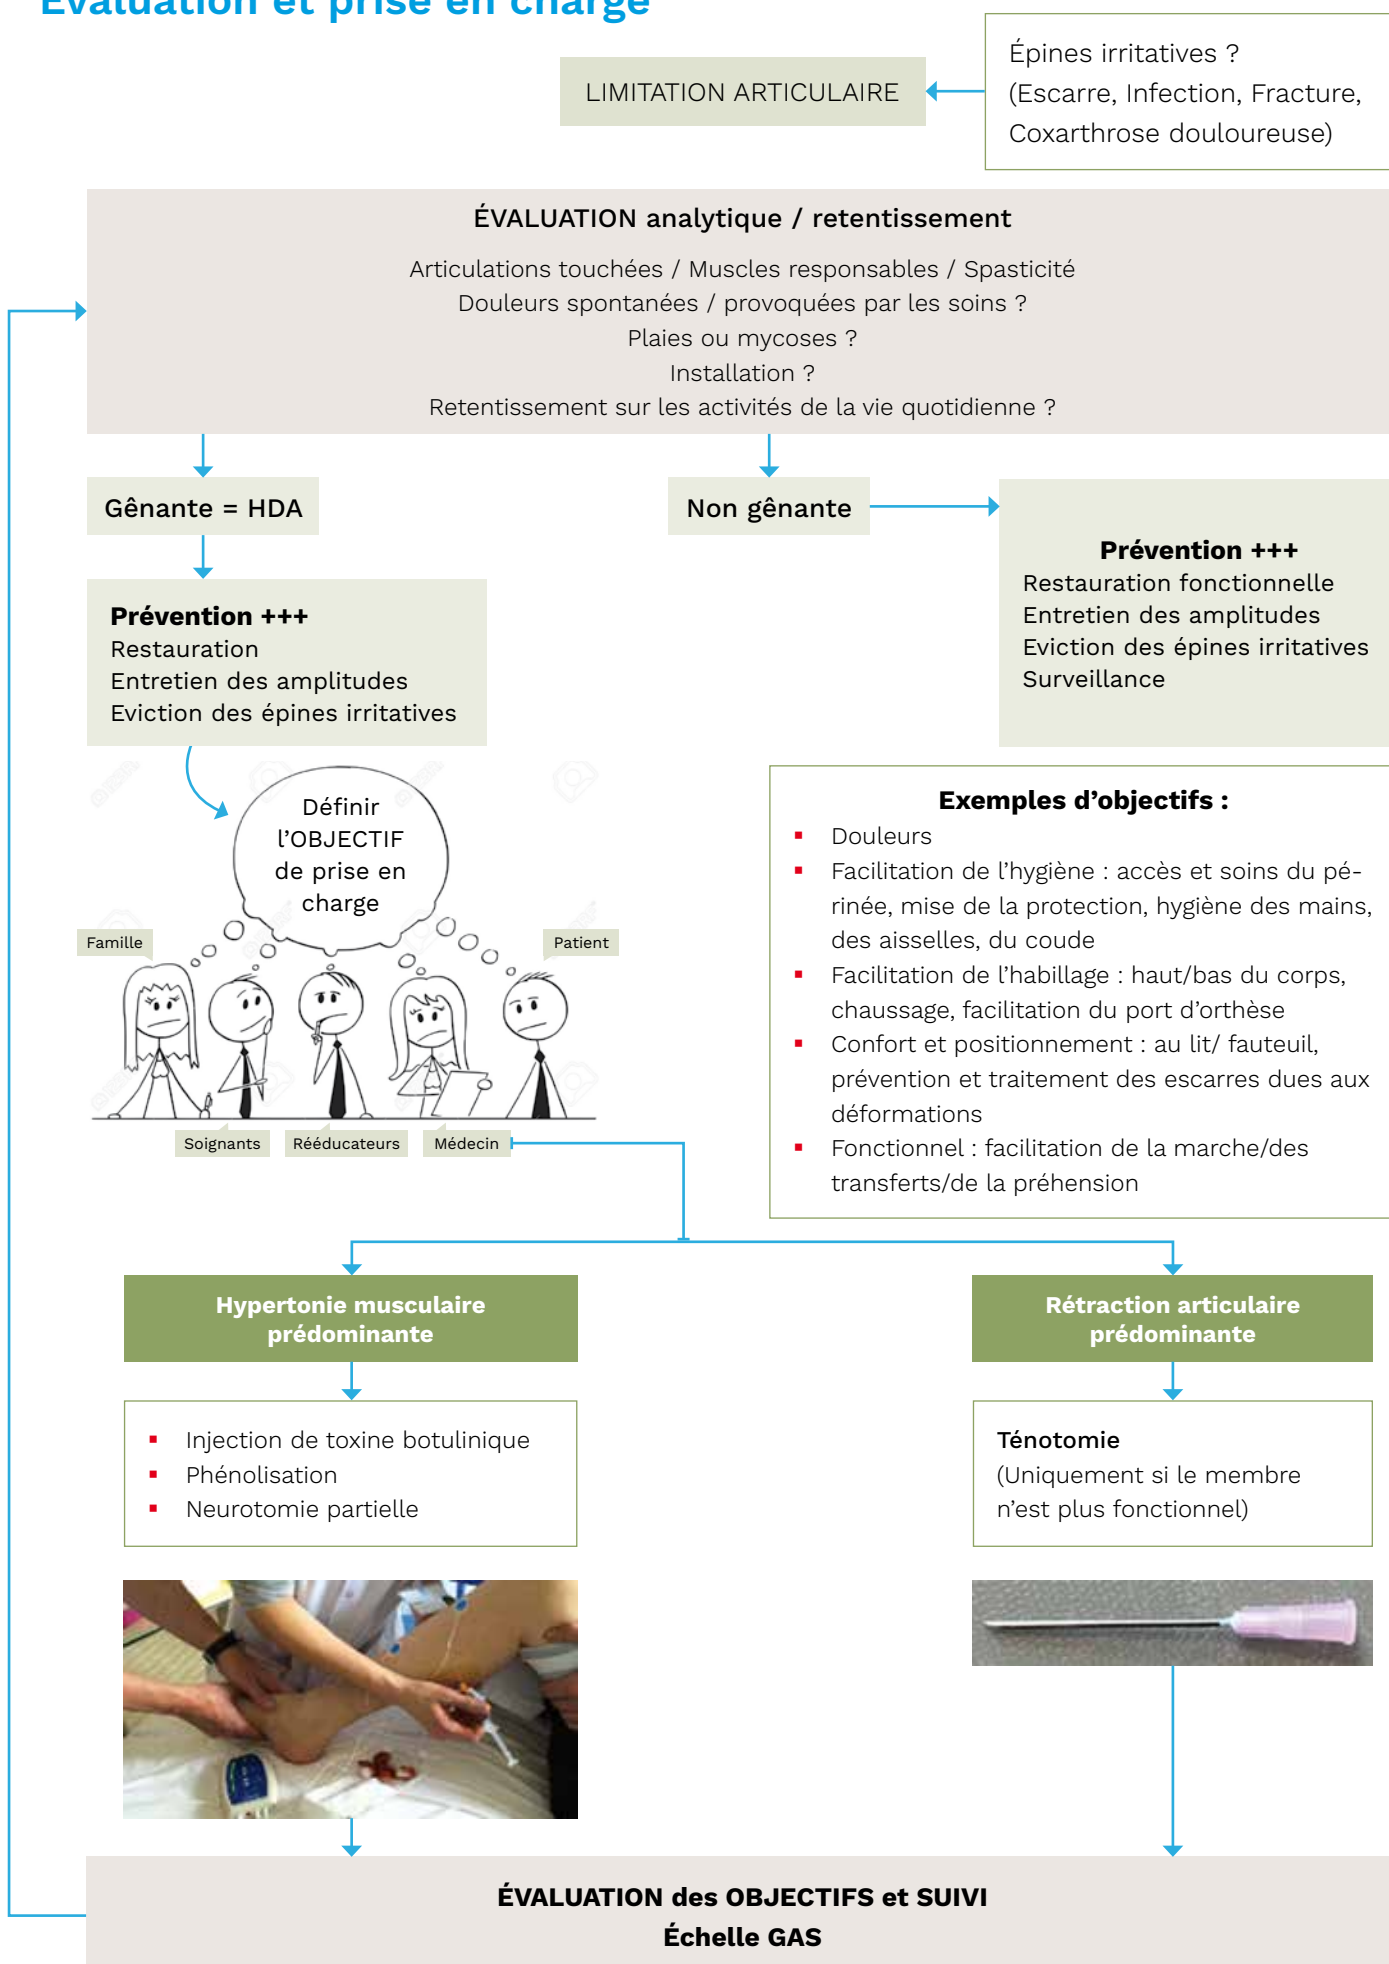 Évaluation et prise en charge
LIMITATION ARTICULAIRE
Épines irritatives ?
(Escarre, Infection, Fracture,
Coxarthrose douloureuse)
ÉVALUATION analytique / retentissement
Articulations touchées / Muscles responsables / Spasticité
Douleurs spontanées / provoquées par les soins ?
Plaies ou mycoses ?
Installation ?
Retentissement sur les activités de la vie quotidienne ?
Gênante = HDA
Non gênante
Prévention +++
Restauration fonctionnelle
Entretien des amplitudes
Eviction des épines irritatives
Surveillance
Prévention +++
Restauration
Entretien des amplitudes
Eviction des épines irritatives
Définir
l’OBJECTIF
de prise en
charge
Famille
Patient
Soignants
Rééducateurs
Médecin
Exemples d’objectifs :
▪ Douleurs
▪ Facilitation de l’hygiène : accès et soins du pé-
rinée, mise de la protection, hygiène des mains,
des aisselles, du coude
▪ Facilitation de l’habillage : haut/bas du corps,
chaussage, facilitation du port d’orthèse
▪ Confort et positionnement : au lit/ fauteuil,
prévention et traitement des escarres dues aux
déformations
▪ Fonctionnel : facilitation de la marche/des
transferts/de la préhension
Hypertonie musculaire
prédominante
Rétraction articulaire
prédominante
▪ Injection de toxine botulinique
▪ Phénolisation
▪ Neurotomie partielle
Ténotomie
(Uniquement si le membre
n’est plus fonctionnel)
ÉVALUATION des OBJECTIFS et SUIVI
Échelle GAS